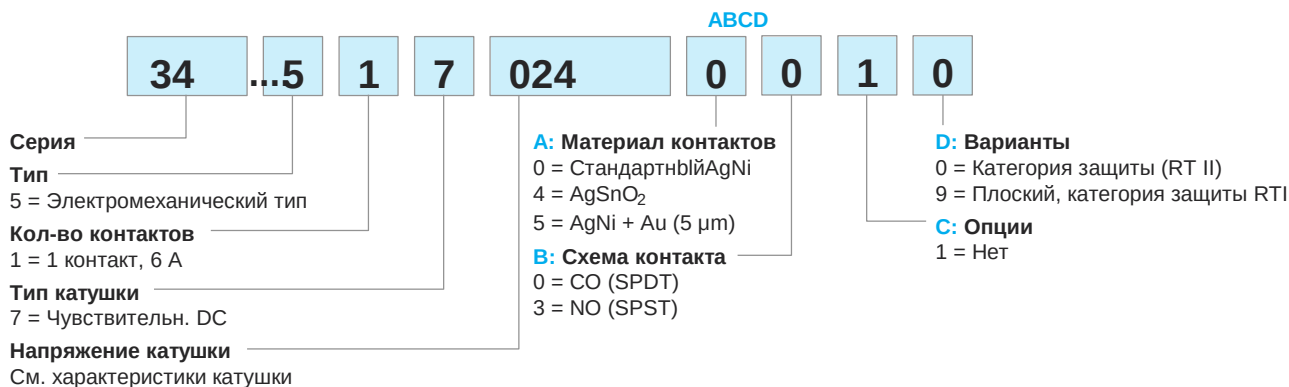 ABCD
34 ...5 1 7 024 0 0 1 0
Серия
Тип
5 = Электромеханический тип
Кол-во контактов
1 = 1 контакт, 6 A
Тип катушки
7 = Чувствительн. DC
Напряжение катушки
См. характеристики катушки
A: Материал контактов
0 = СтандартнblйAgNi
4 = AgSnO2
5 = AgNi + Au (5 μm)
B: Схема контакта
0 = CO (SPDT)
3 = NO (SPST)
D: Варианты
0 = Категория защиты (RT II)
9 = Плоский, категория защиты RTI
C: Опции
1 = Нет